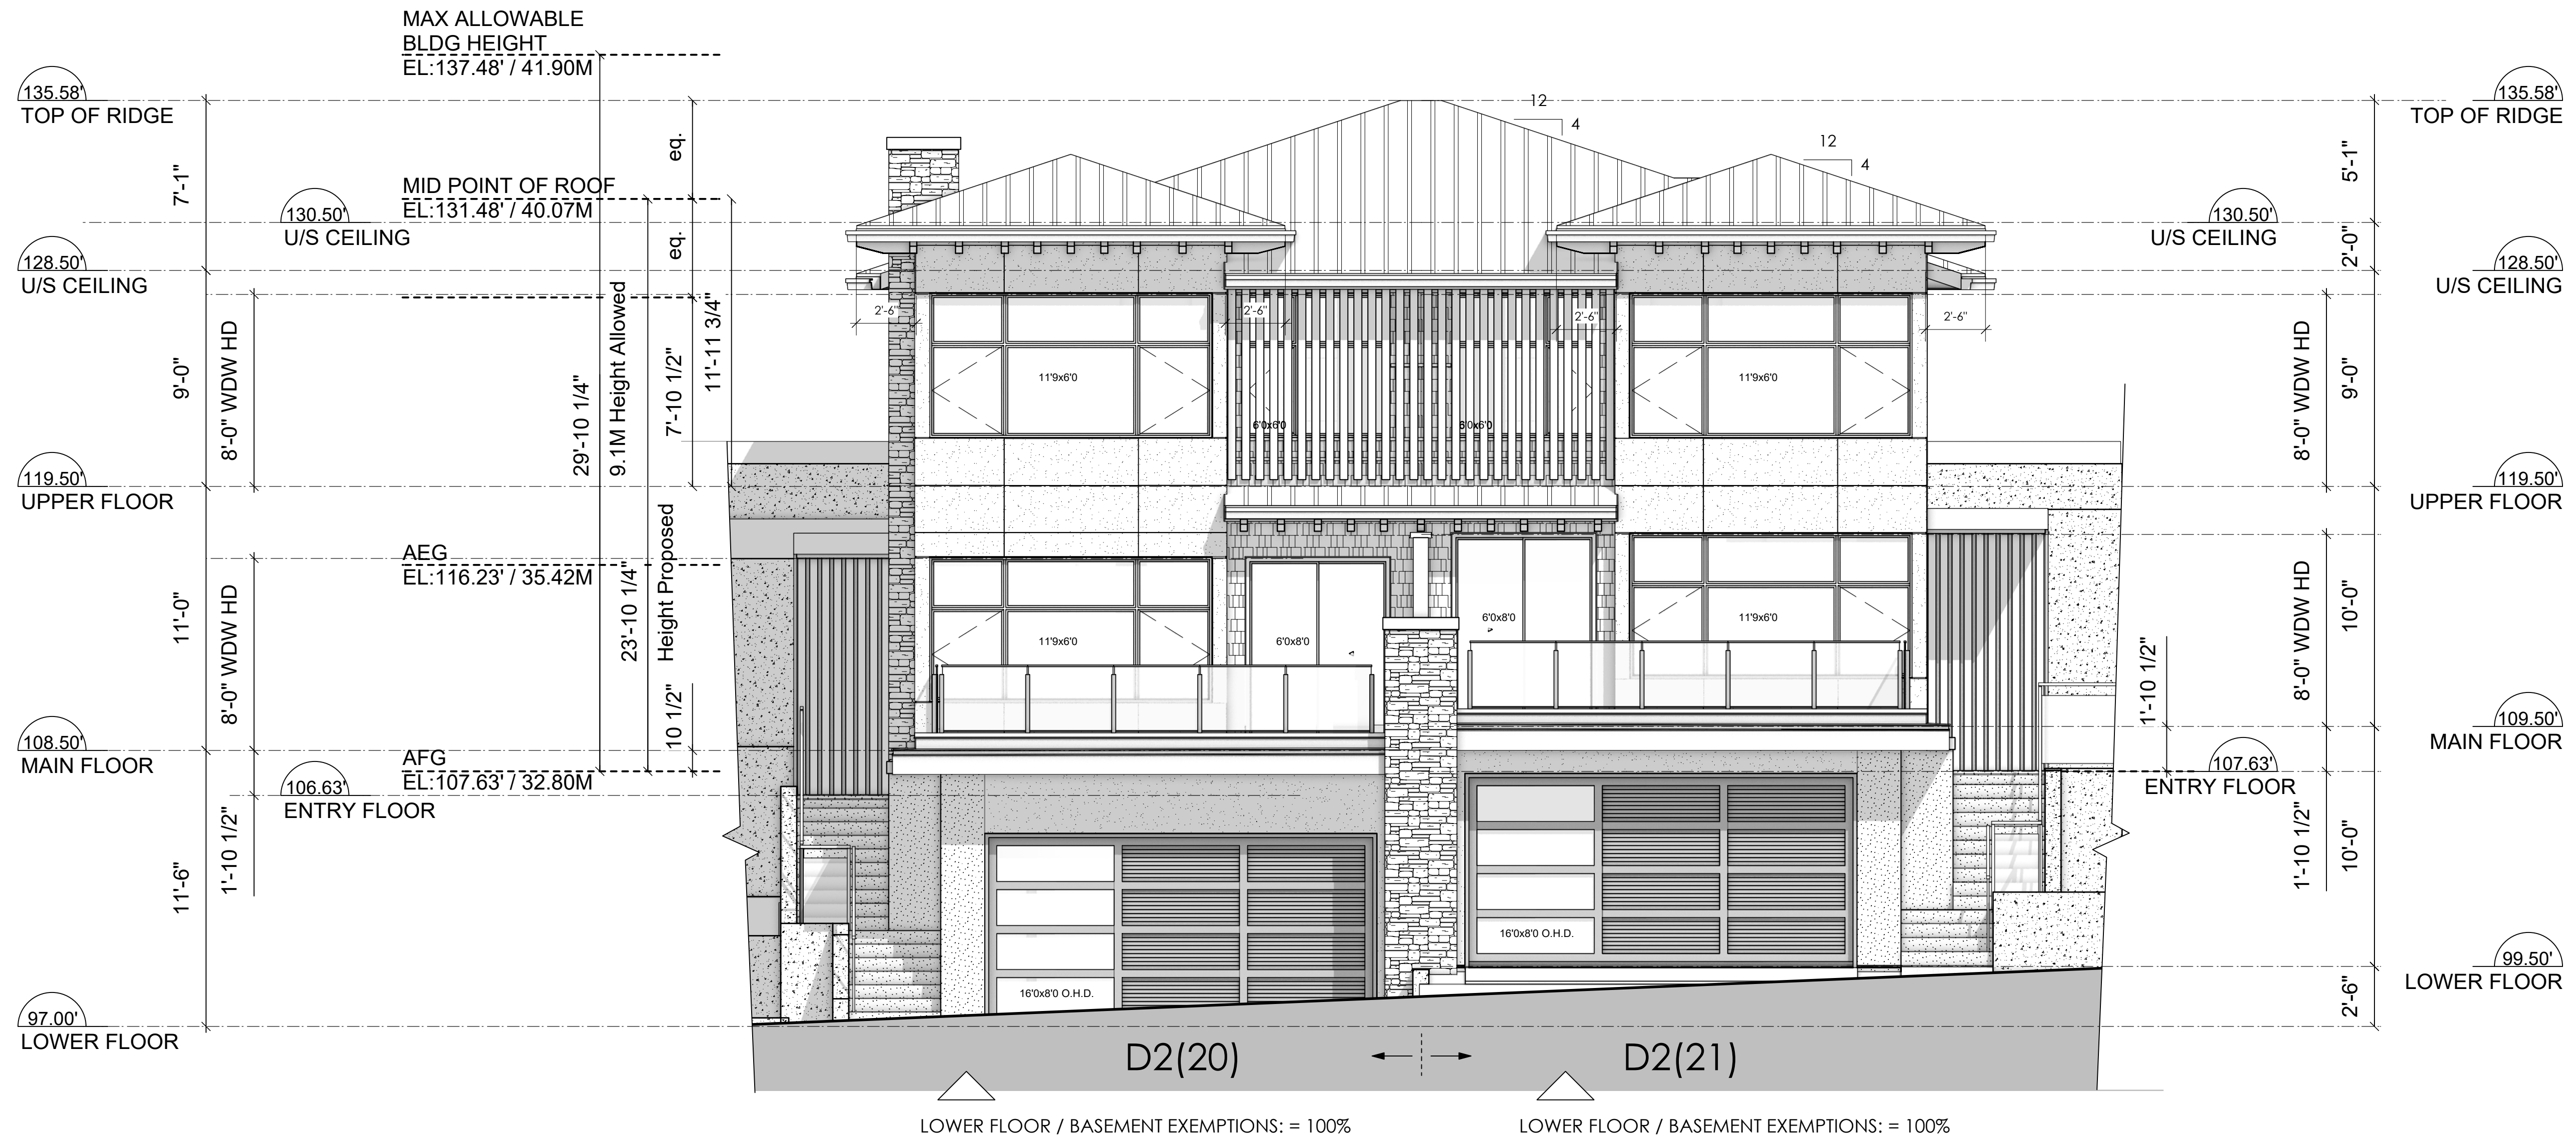 MAX ALLOWABLE
BLDG HEIGHT
EL:137.48' / 41.90M
135.58'
TOP OF RIDGE
7'-1"
130.50'
U/S CEILING
128.50'
U/S CEILING
9'-0"
8'-0" WDW HD
119.50'
UPPER FLOOR
11'-0"
8'-0" WDW HD
108.50'
MAIN FLOOR
106.63'
ENTRY FLOOR
11'-6"
1'-10 1/2"
97.00'
LOWER FLOOR
MID POINT OF ROOF
EL:131.48' / 40.07M
AEG
EL:116.23' / 35.42M
AFG
EL:107.63' / 32.80M
29'-10 1/4"
9.1M Height Allowed
23'-10 1/4"
Height Proposed
eq.
eq.
7'-10 1/2"
11'-11 3/4"
10 1/2"
12
4
12
4
2'-6"
2'-6"
2'-6"
2'-6"
11'9x6'0
6'0x6'0
6'0x6'0
11'9x6'0
11'9x6'0
6'0x8'0
6'0x8'0
11'9x6'0
16'0x8'0 O.H.D.
16'0x8'0 O.H.D.
D2(20)
D2(21)
LOWER FLOOR / BASEMENT EXEMPTIONS: = 100%
LOWER FLOOR / BASEMENT EXEMPTIONS: = 100%
135.58'
TOP OF RIDGE
5'-1"
130.50'
U/S CEILING
2'-0"
128.50'
U/S CEILING
8'-0" WDW HD
9'-0"
119.50'
UPPER FLOOR
8'-0" WDW HD
10'-0"
1'-10 1/2"
109.50'
MAIN FLOOR
107.63'
ENTRY FLOOR
1'-10 1/2"
10'-0"
99.50'
LOWER FLOOR
2'-6"